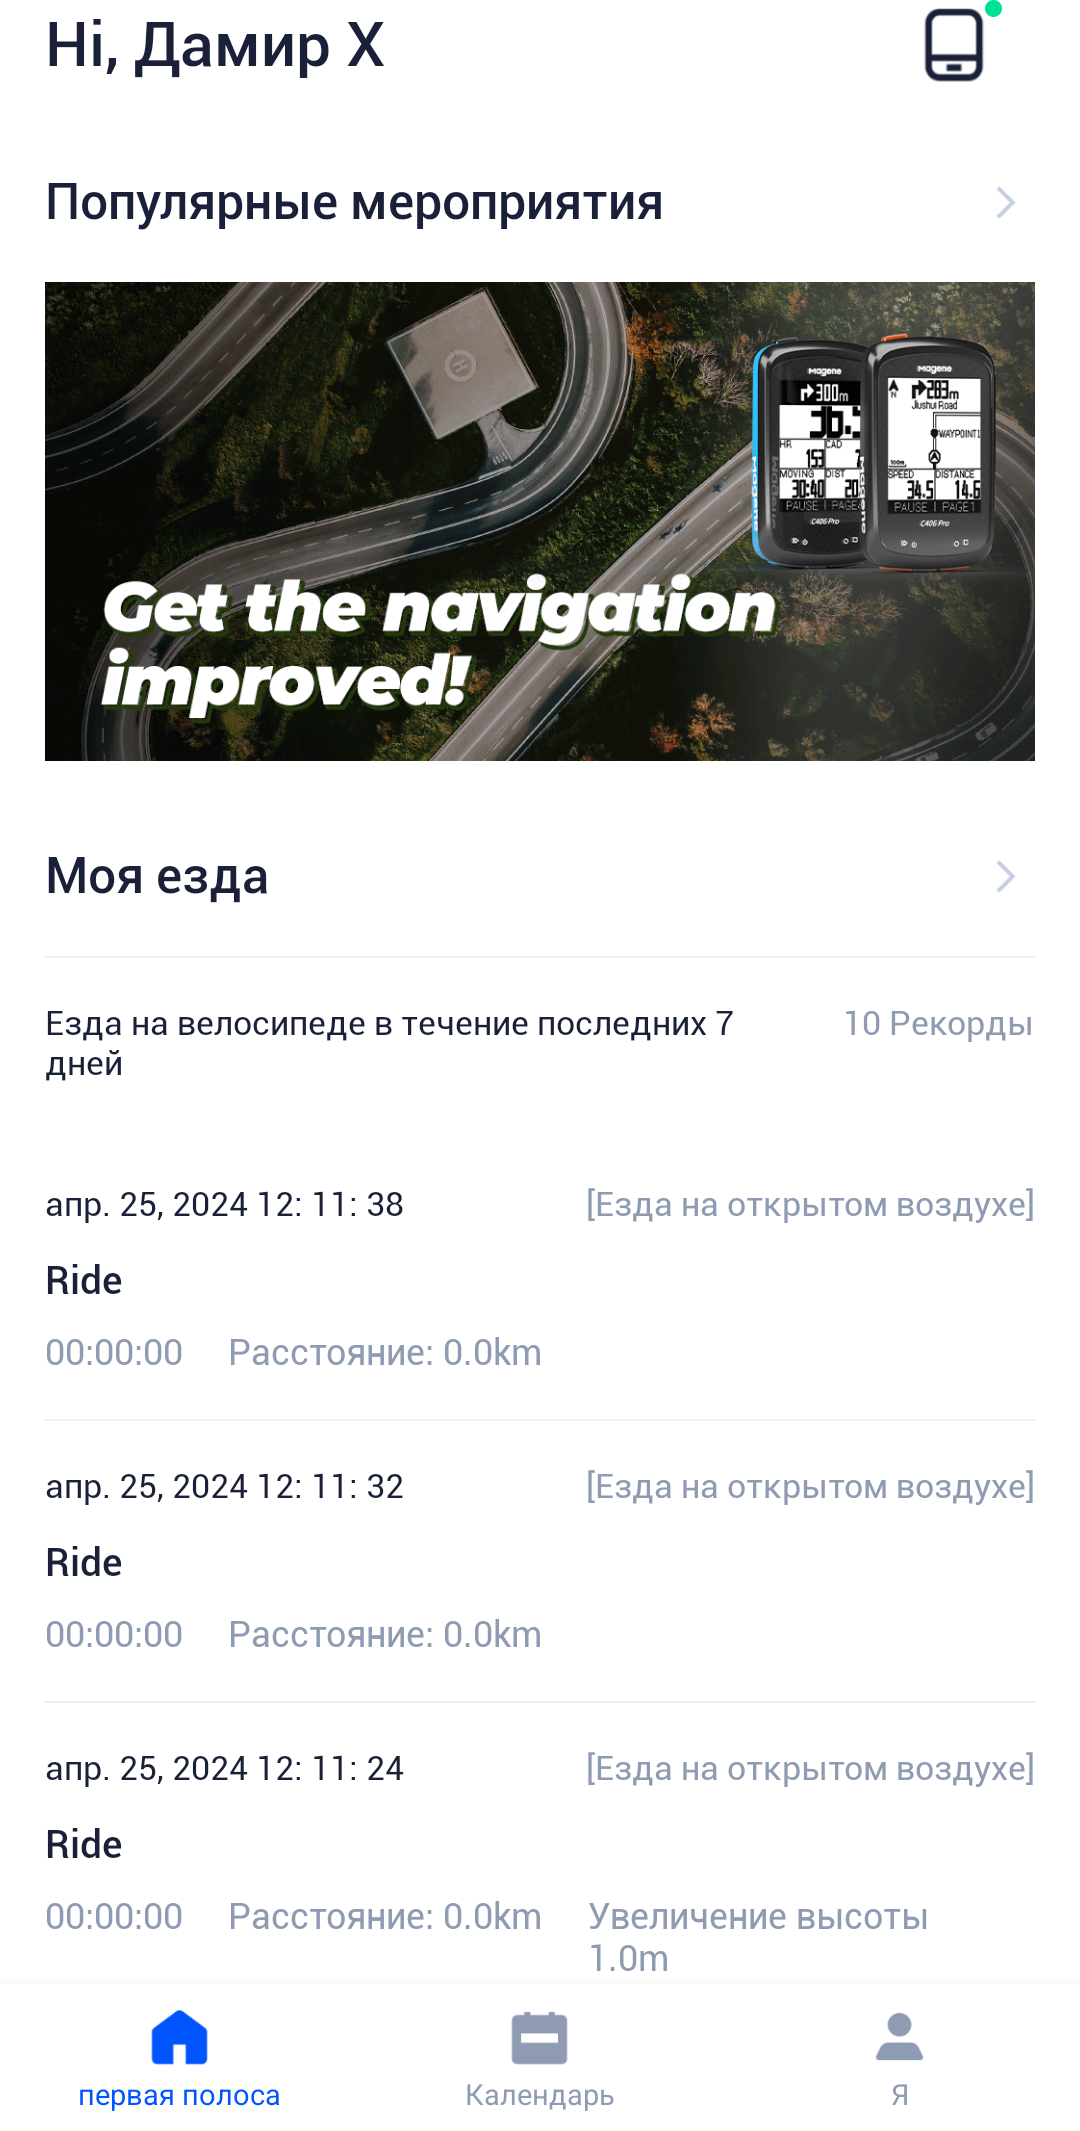 Hi, Дамир Х
Популярные мероприятия
Magene
300m
HR
CAD
153
MOVING
DIST
30:40
PAUSE | PAGE
C406 Pro
Magene
283m
Jiushui Road
N
WAYPOINT1
100m
SPEED
DISTANCE
34.5
14.6
PAUSE | PAGE1
C406 Pro
Get the navigation
improved!
Моя езда
Езда на велосипеде в течение последних 7
дней
10 Рекорды
апр. 25, 2024 12: 11: 38
[Езда на открытом воздухе]
Ride
00:00:00 Расстояние: 0.0km
апр. 25, 2024 12: 11: 32
[Езда на открытом воздухе]
Ride
00:00:00 Расстояние: 0.0km
апр. 25, 2024 12: 11: 24
[Езда на открытом воздухе]
Ride
00:00:00 Расстояние: 0.0km Увеличение высоты
1.0m
первая полоса
Календарь
Я